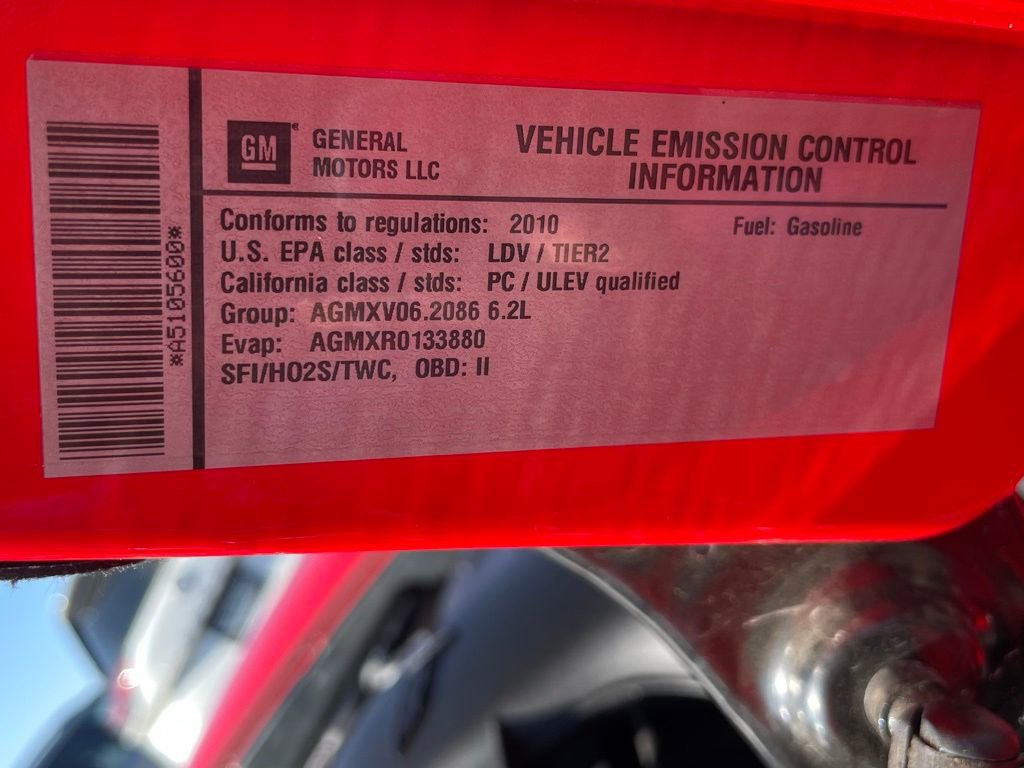 *A5105600*
GM
GENERAL
MOTORS LLC
VEHICLE EMISSION CONTROL
INFORMATION
Conforms to regulations: 2010 Fuel: Gasoline
U.S. EPA class / stds: LDV / TIER2
California class / stds: PC / ULEV qualified
Group: AGMXV06.2086 6.2L
Evap: AGMXR0133880
SFI/HO2S/TWC, OBD: II